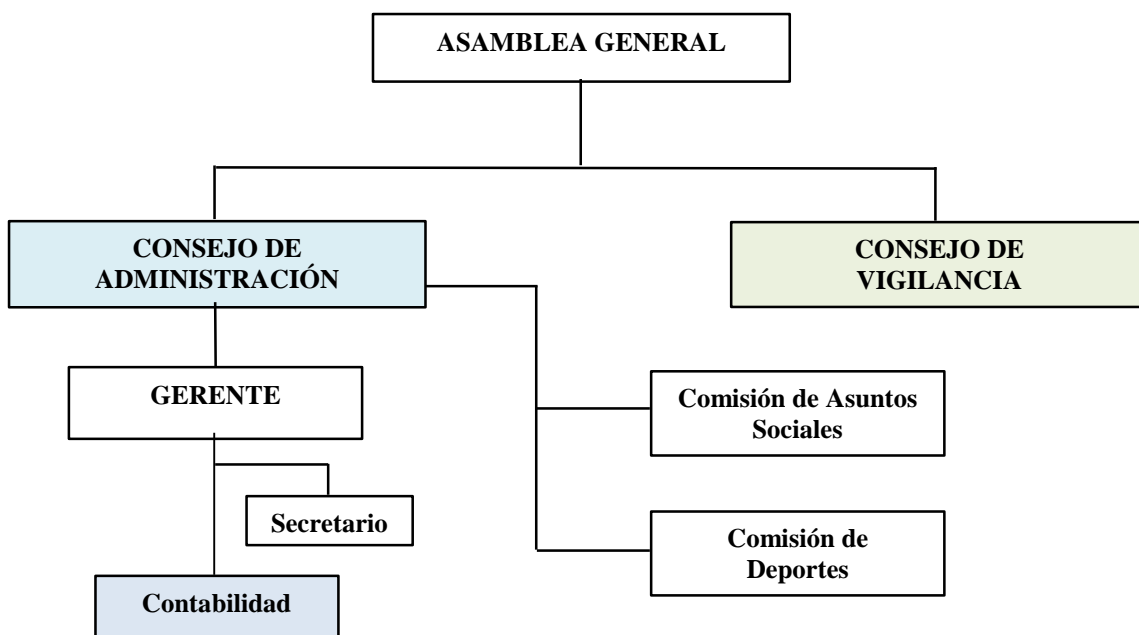 ASAMBLEA GENERAL
CONSEJO DE
ADMINISTRACIÓN
CONSEJO DE
VIGILANCIA
GERENTE
Comisión de Asuntos
Sociales
Secretario
Comisión de
Deportes
Contabilidad